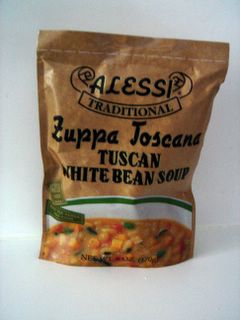 ALESSI
TRADITIONAL
Zuppa Toscana
TUSCAN
WHITE BEAN SOUP